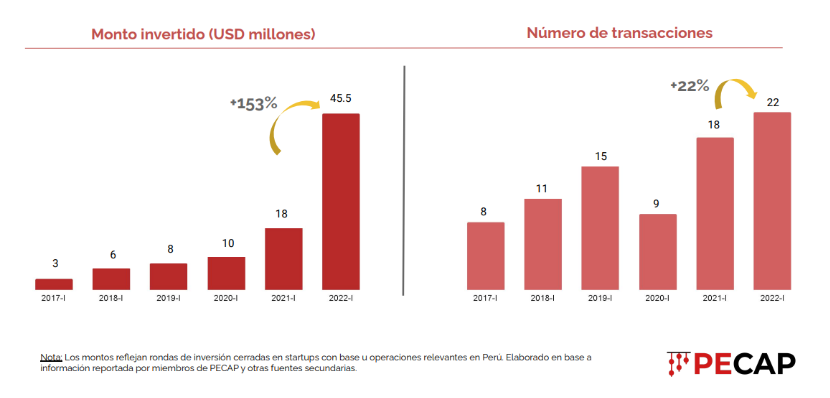 Monto invertido (USD millones)
+153%
45.5
18
10
8
6
3
2017-I 2018-I 2019-I 2020-I 2021-I 2022-I
Número de transacciones
+22%
22
18
15
11
9
8
2017-I 2018-I 2019-I 2020-I 2021-I 2022-I
Nota: Los montos reflejan rondas de inversión cerradas en startups con base u operaciones relevantes en Perú. Elaborado en base a
información reportada por miembros de PECAP y otras fuentes secundarias.
PECAP